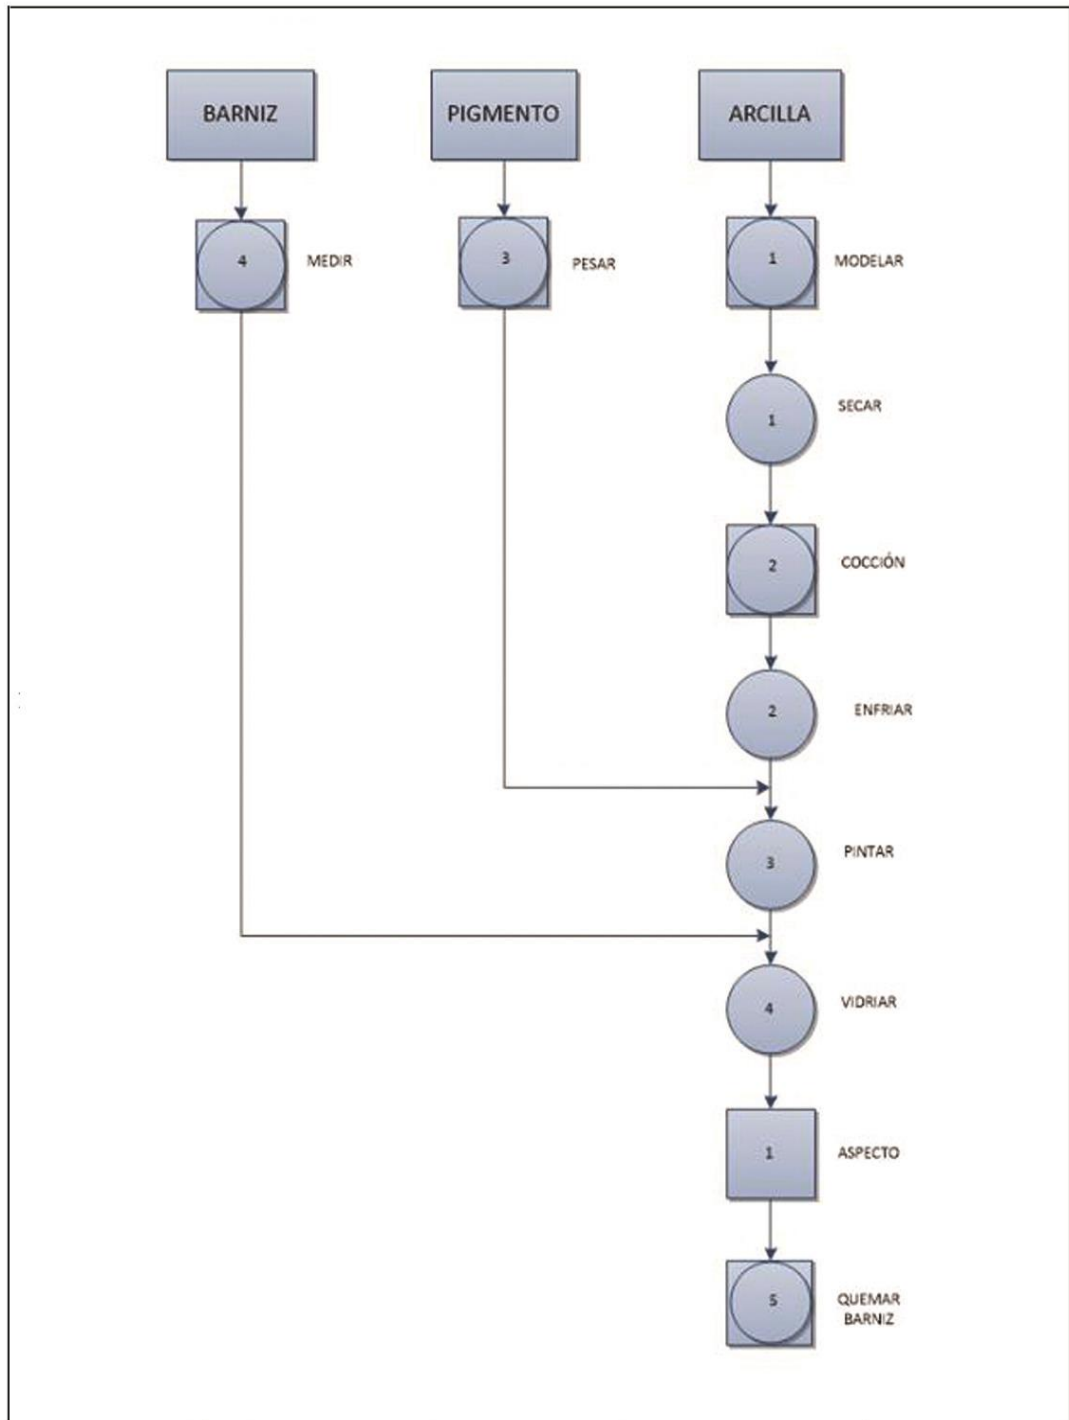 BARNIZ
PIGMENTO
ARCILLA
4
MEDIR
3
PESAR
1
MODELAR
1
SECAR
2
COCCIÓN
2
ENFRIAR
3
PINTAR
4
VIDRIAR
1
ASPECTO
5
QUEMAR
BARNIZ